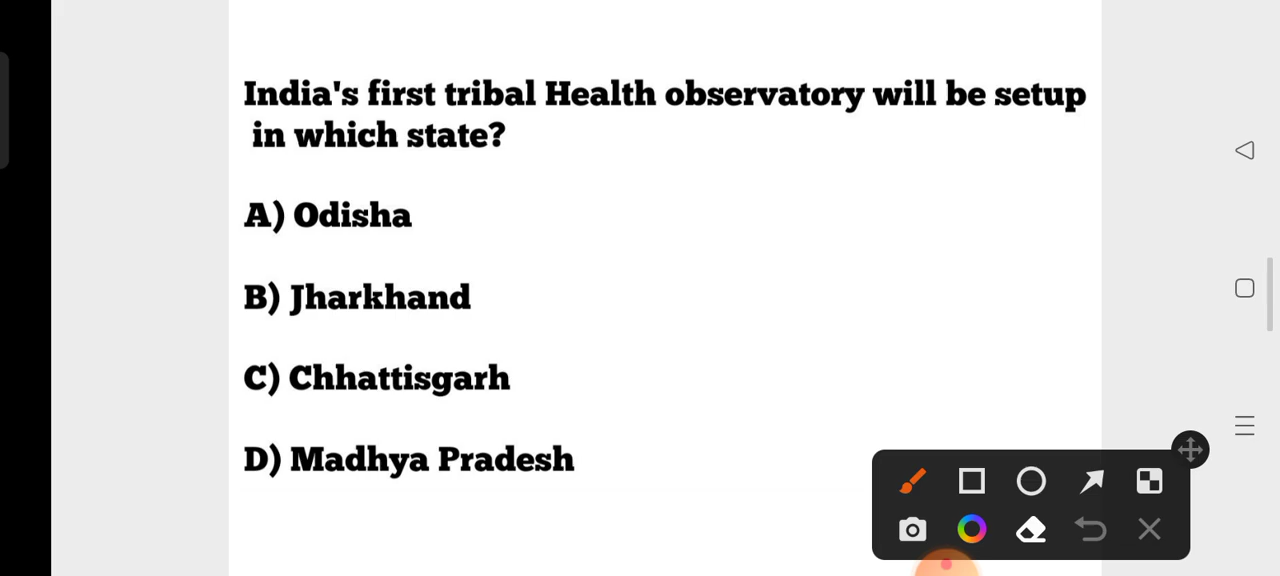 India's first tribal Health observatory will be setup
in which state?
A) Odisha
B) Jharkhand
C) Chhattisgarh
D) Madhya Pradesh